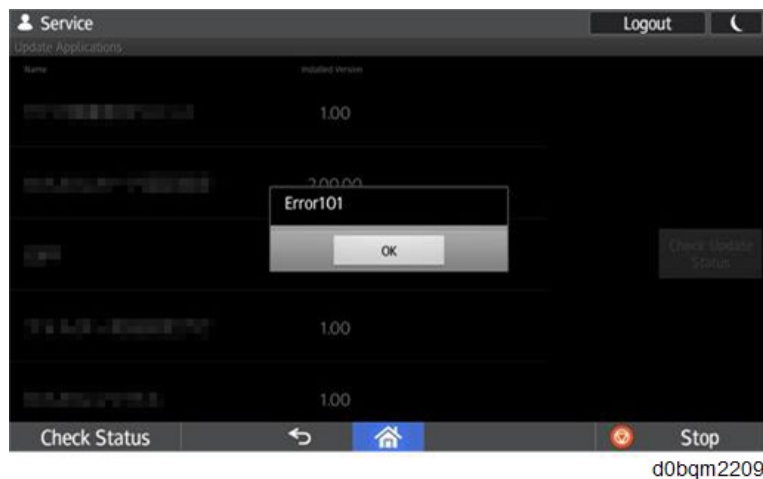 Service
Logout
Update Applications
Name
Installed Version
1.00
2.00.00
Error101
OK
Check Update
Status
1.00
1.00
Check Status
Stop
d0bqm2209